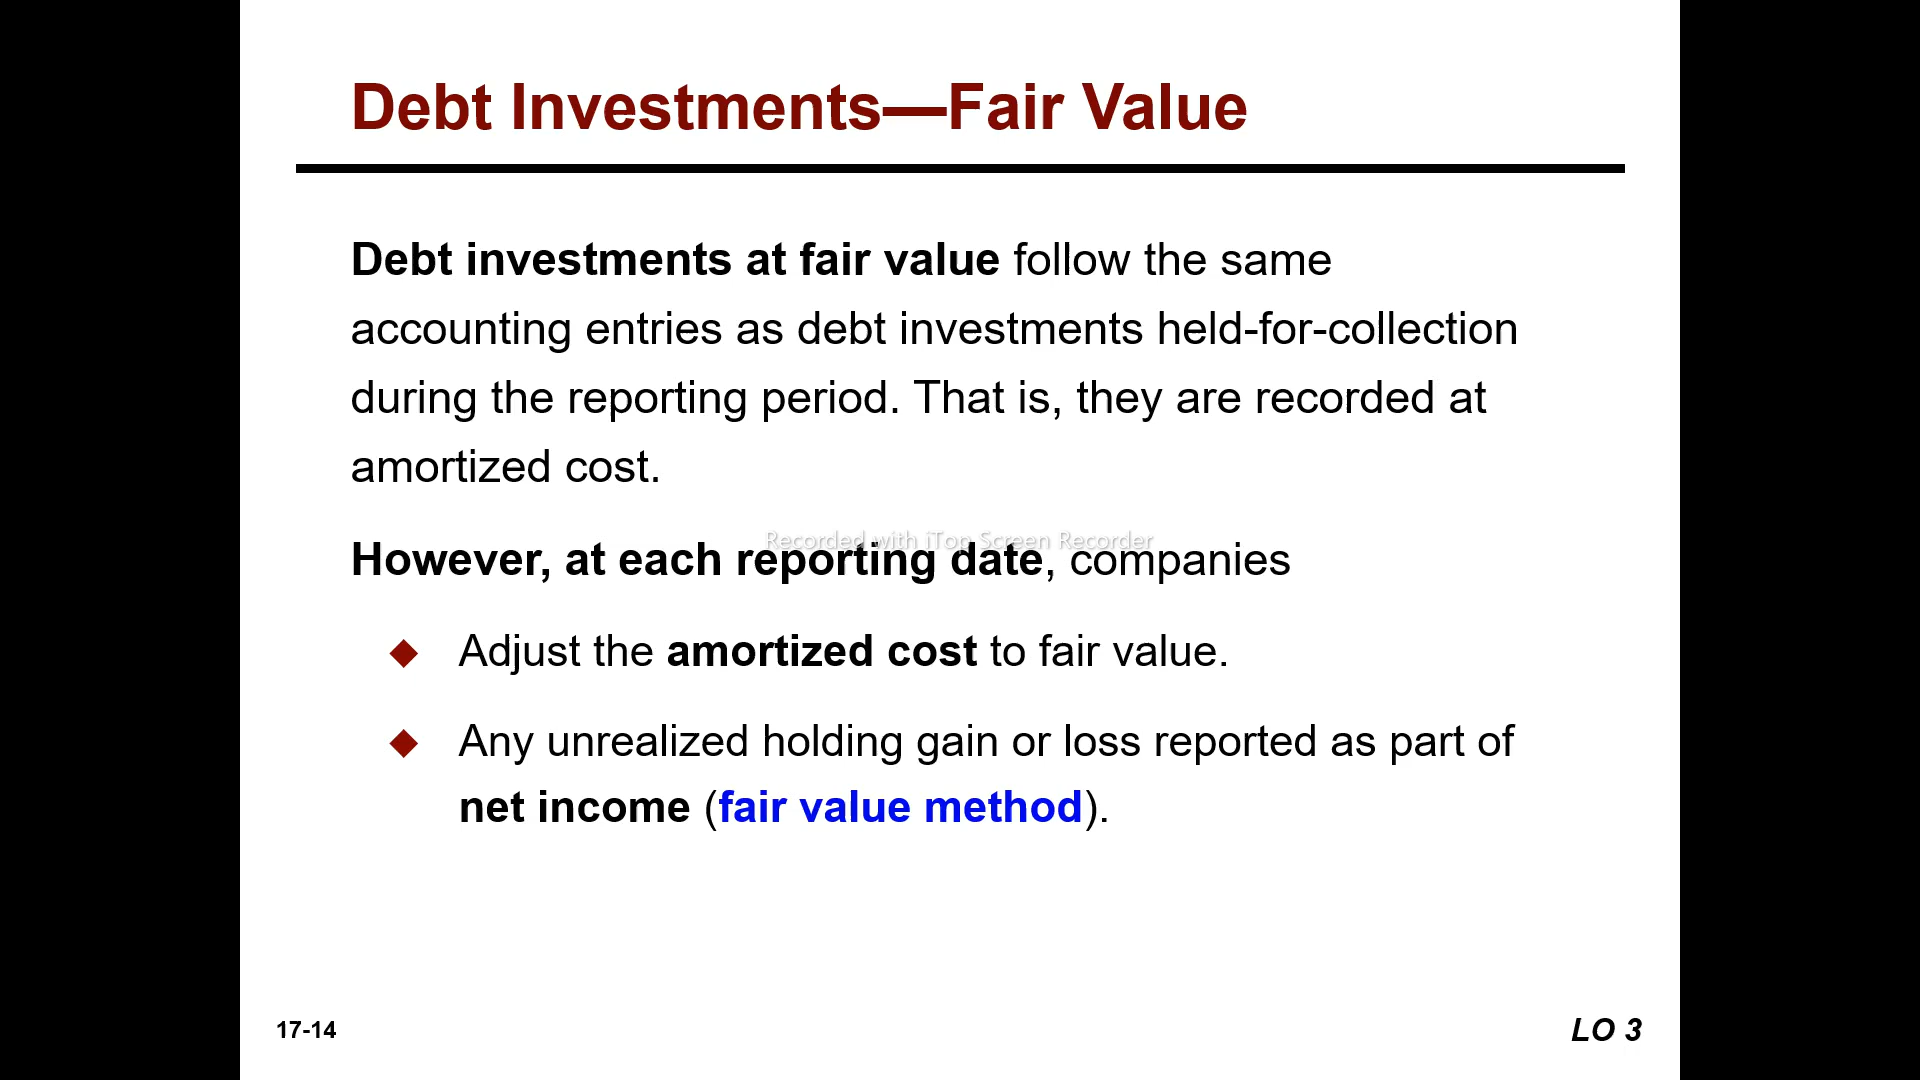 Debt Investments—Fair Value
Debt investments at fair value follow the same
accounting entries as debt investments held-for-collection
during the reporting period. That is, they are recorded at
amortized cost.
Recorded with iTop Screen Recorder
However, at each reporting date, companies
Adjust the amortized cost to fair value.
Any unrealized holding gain or loss reported as part of
net income (fair value method).
17-14
LO 3